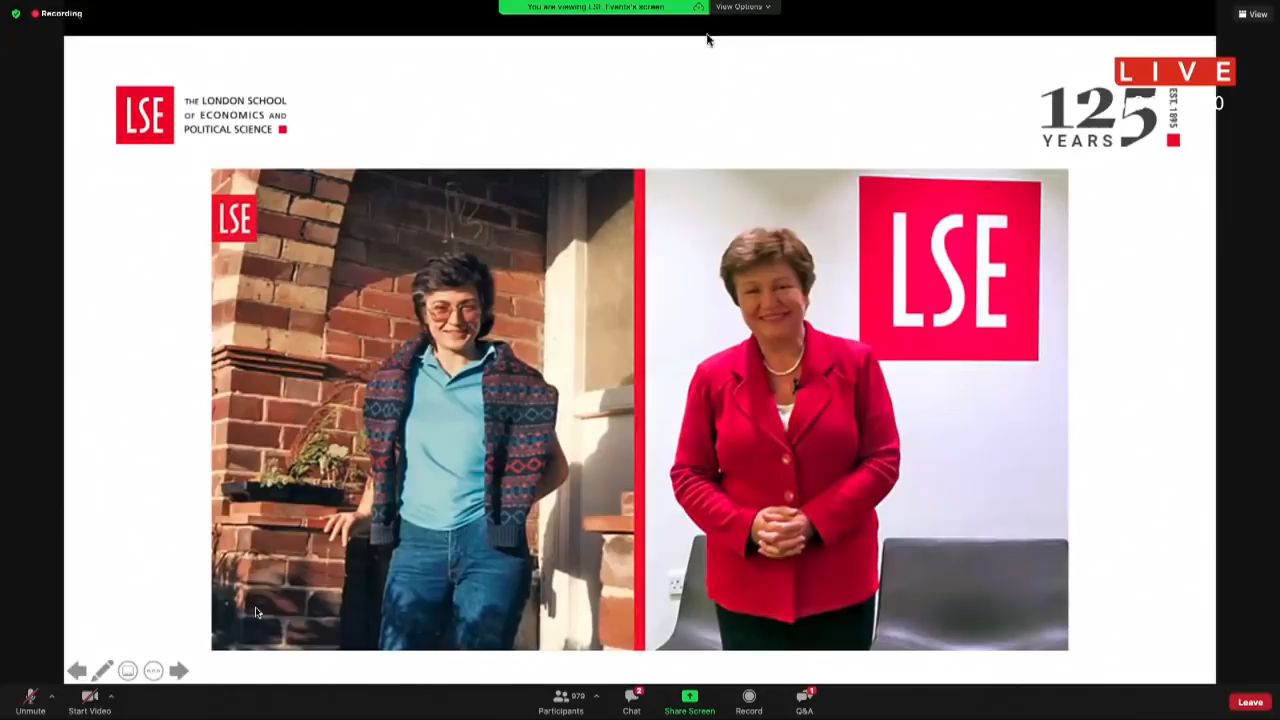 Recording
You are viewing LSE Events's screen
View Options
View
LIVE
LSE
THE LONDON SCHOOL
OF ECONOMICS AND
POLITICAL SCIENCE
125
YEARS
EST. 1895
LSE
LSE
Unmute
Start Video
979
Participants
2
Chat
Share Screen
Record
1
Q&A
Leave